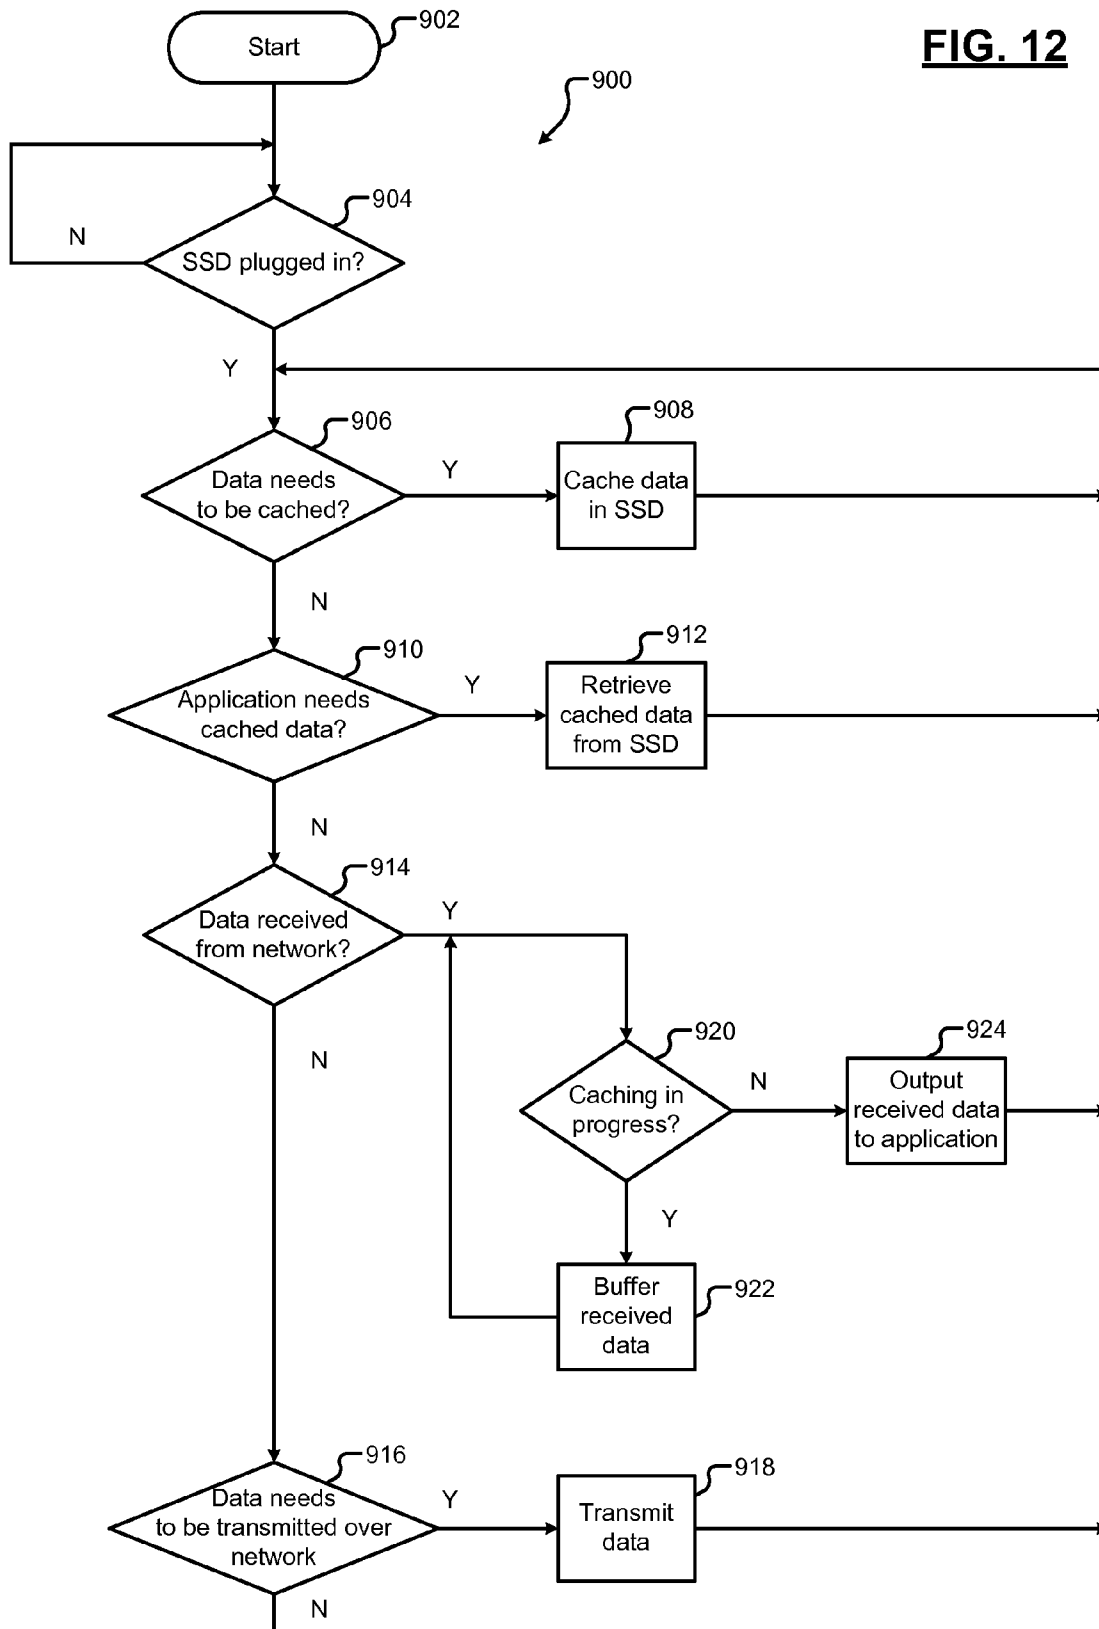 Start
902
FIG. 12
900
904
SSD plugged in?
N
Y
906
Data needs
to be cached?
Y
908
Cache data
in SSD
N
910
Application needs
cached data?
Y
912
Retrieve
cached data
from SSD
N
914
Data received
from network?
Y
N
920
Caching in
progress?
N
924
Output
received data
to application
Y
Buffer
received
data
922
916
Data needs
to be transmitted over
network
Y
918
Transmit
data
N